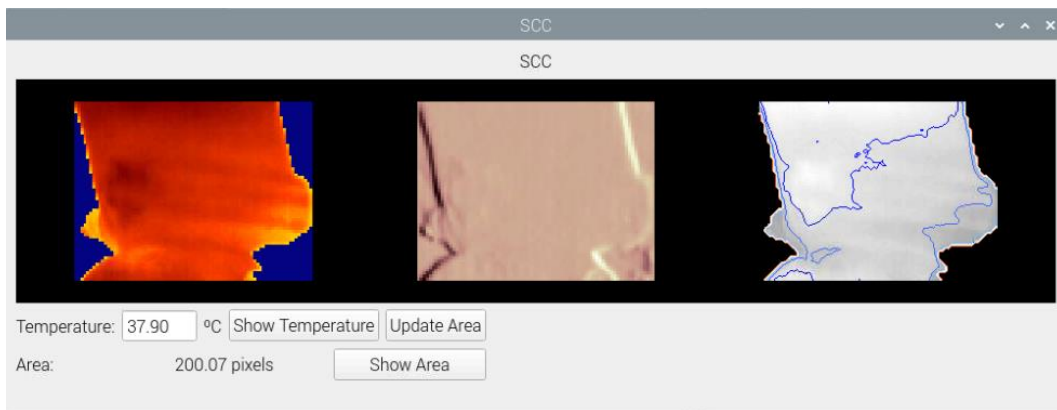 SCC
SCC
Temperature: 37.90 ºC Show Temperature Update Area
Area: 200.07 pixels Show Area